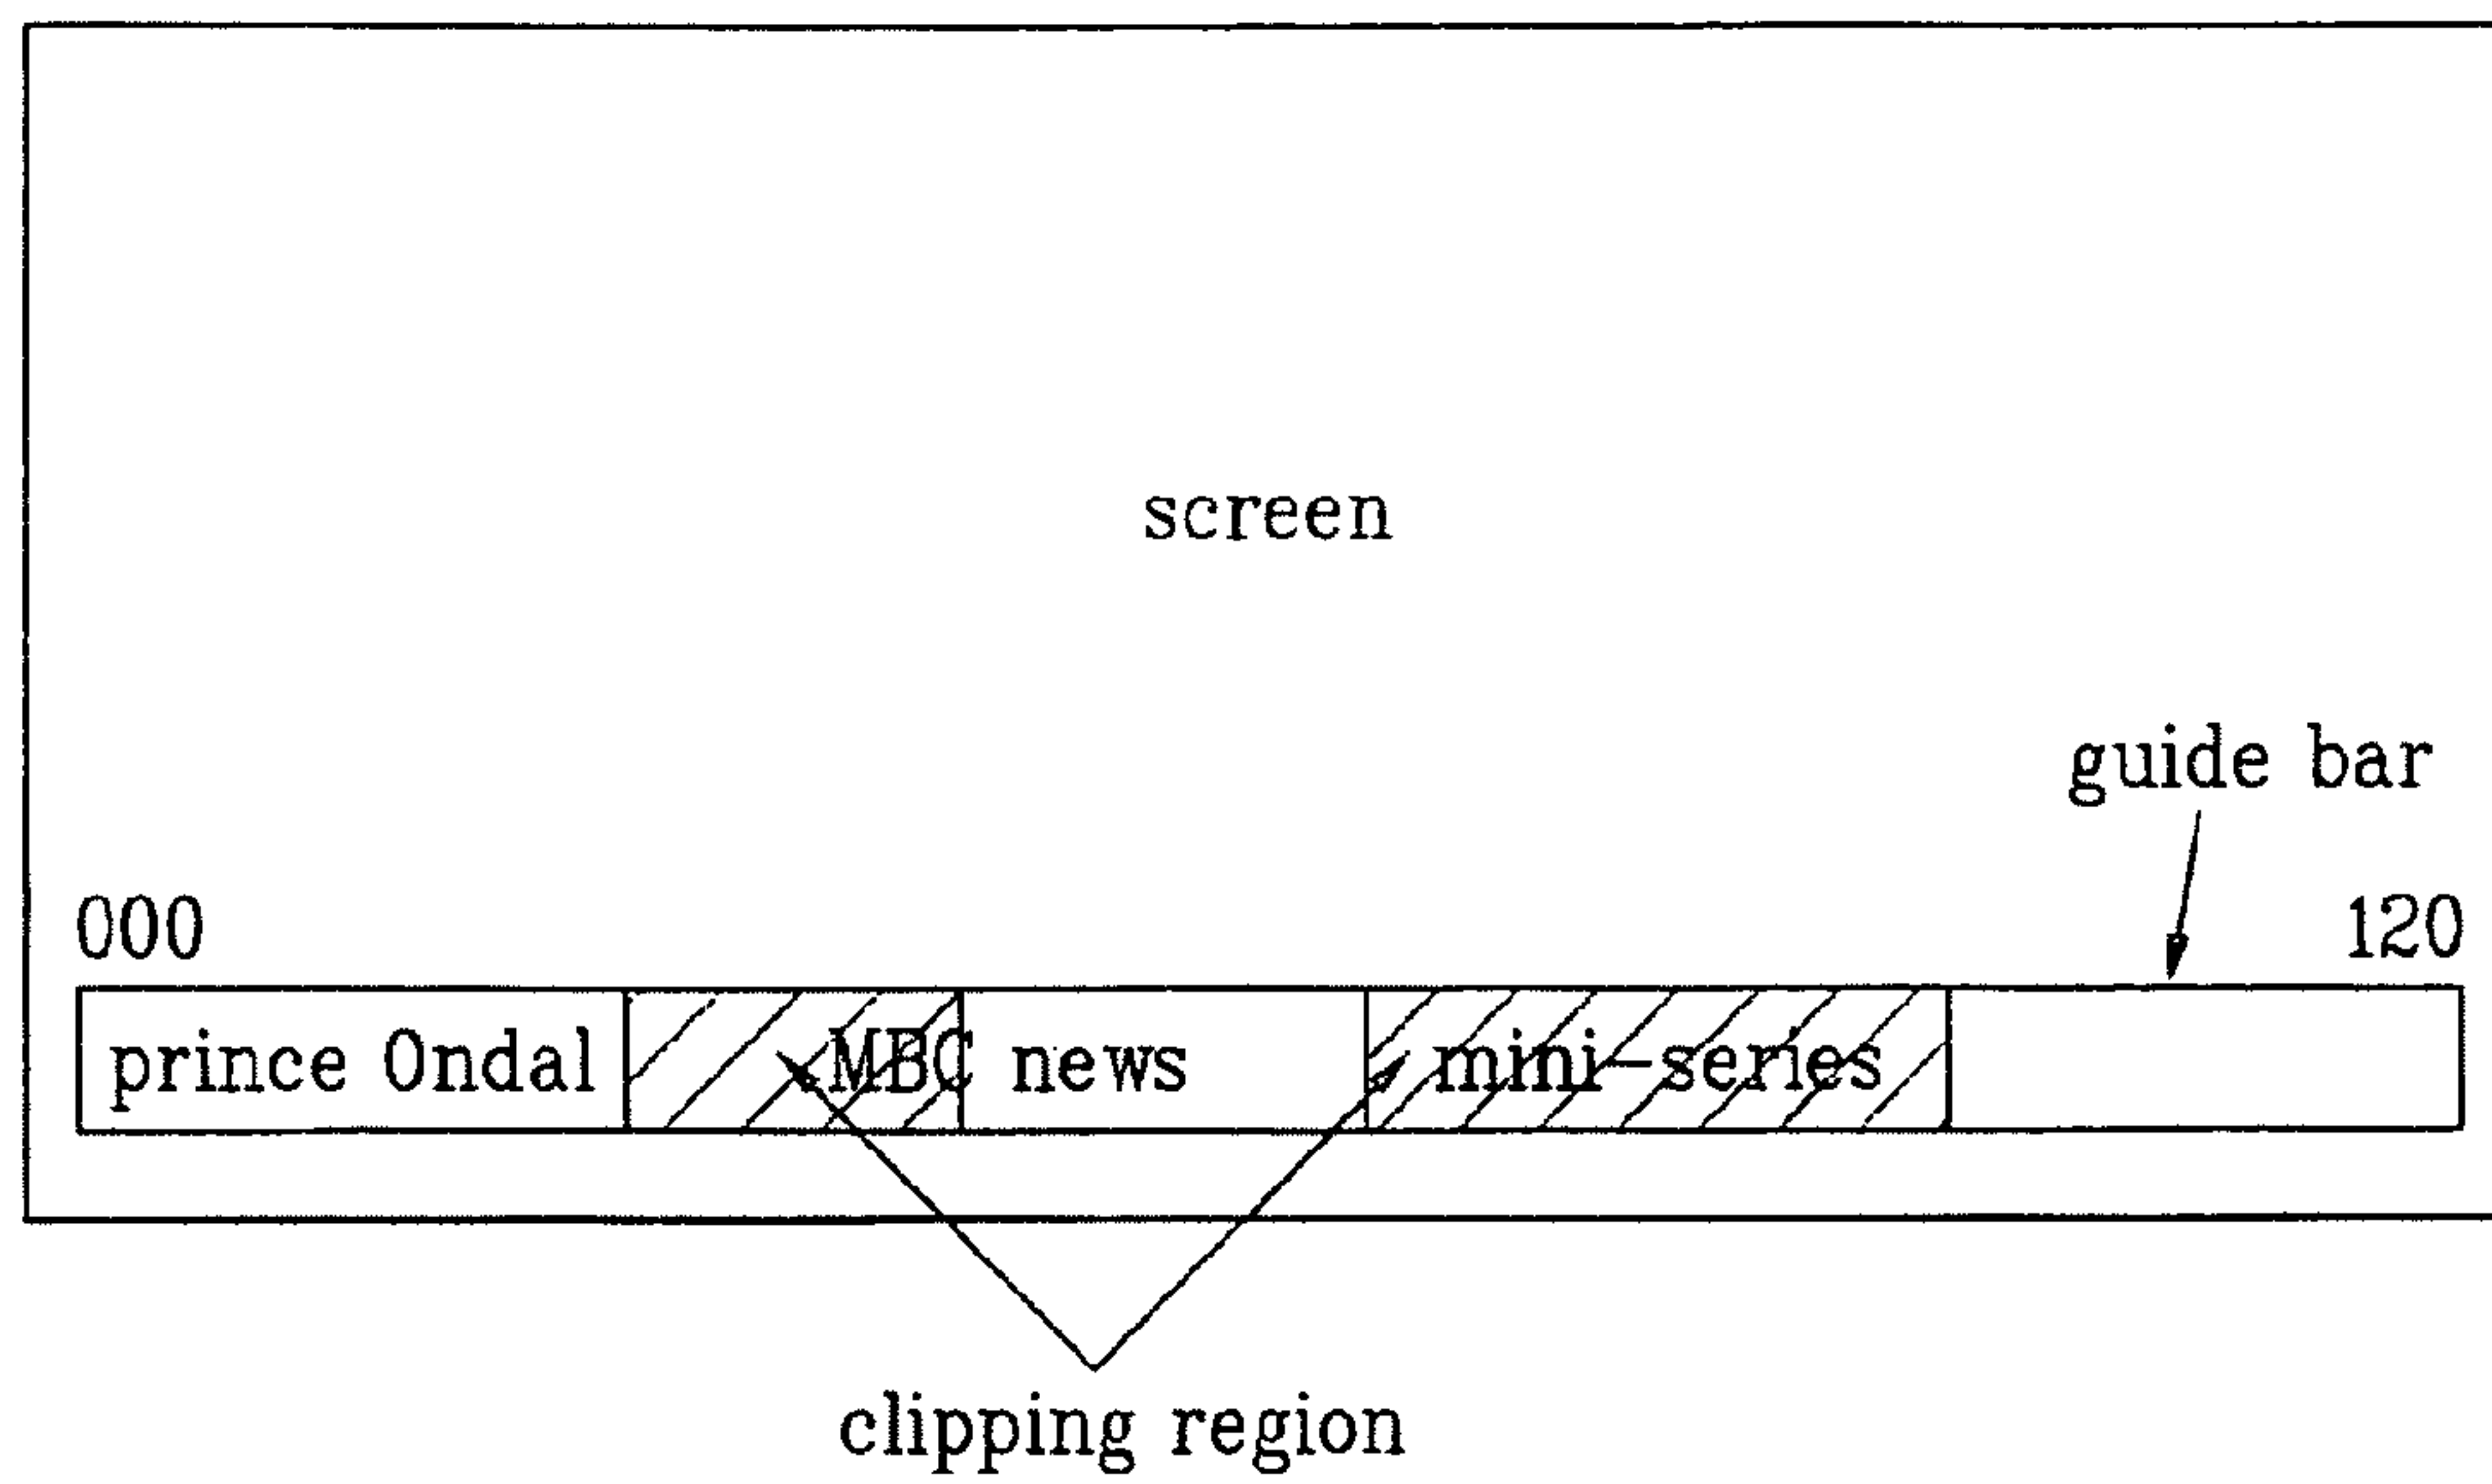 screen
guide bar
000 120
prince Ondal MBC news mini-series
clipping region